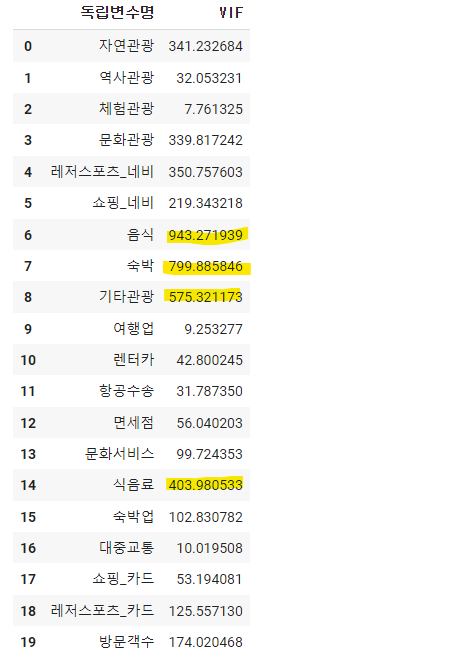 독립변수명 VIF
0 자연관광 341.232684
1 역사관광 32.053231
2 체험관광 7.761325
3 문화관광 339.817242
4 레저스포츠_네비 350.757603
5 쇼핑_네비 219.343218
6 음식 943.271939
7 숙박 799.885846
8 기타관광 575.321173
9 여행업 9.253277
10 렌터카 42.800245
11 항공수송 31.787350
12 면세점 56.040203
13 문화서비스 99.724353
14 식음료 403.980533
15 숙박업 102.830782
16 대중교통 10.019508
17 쇼핑_카드 53.194081
18 레저스포츠_카드 125.557130
19 방문객수 174.020468